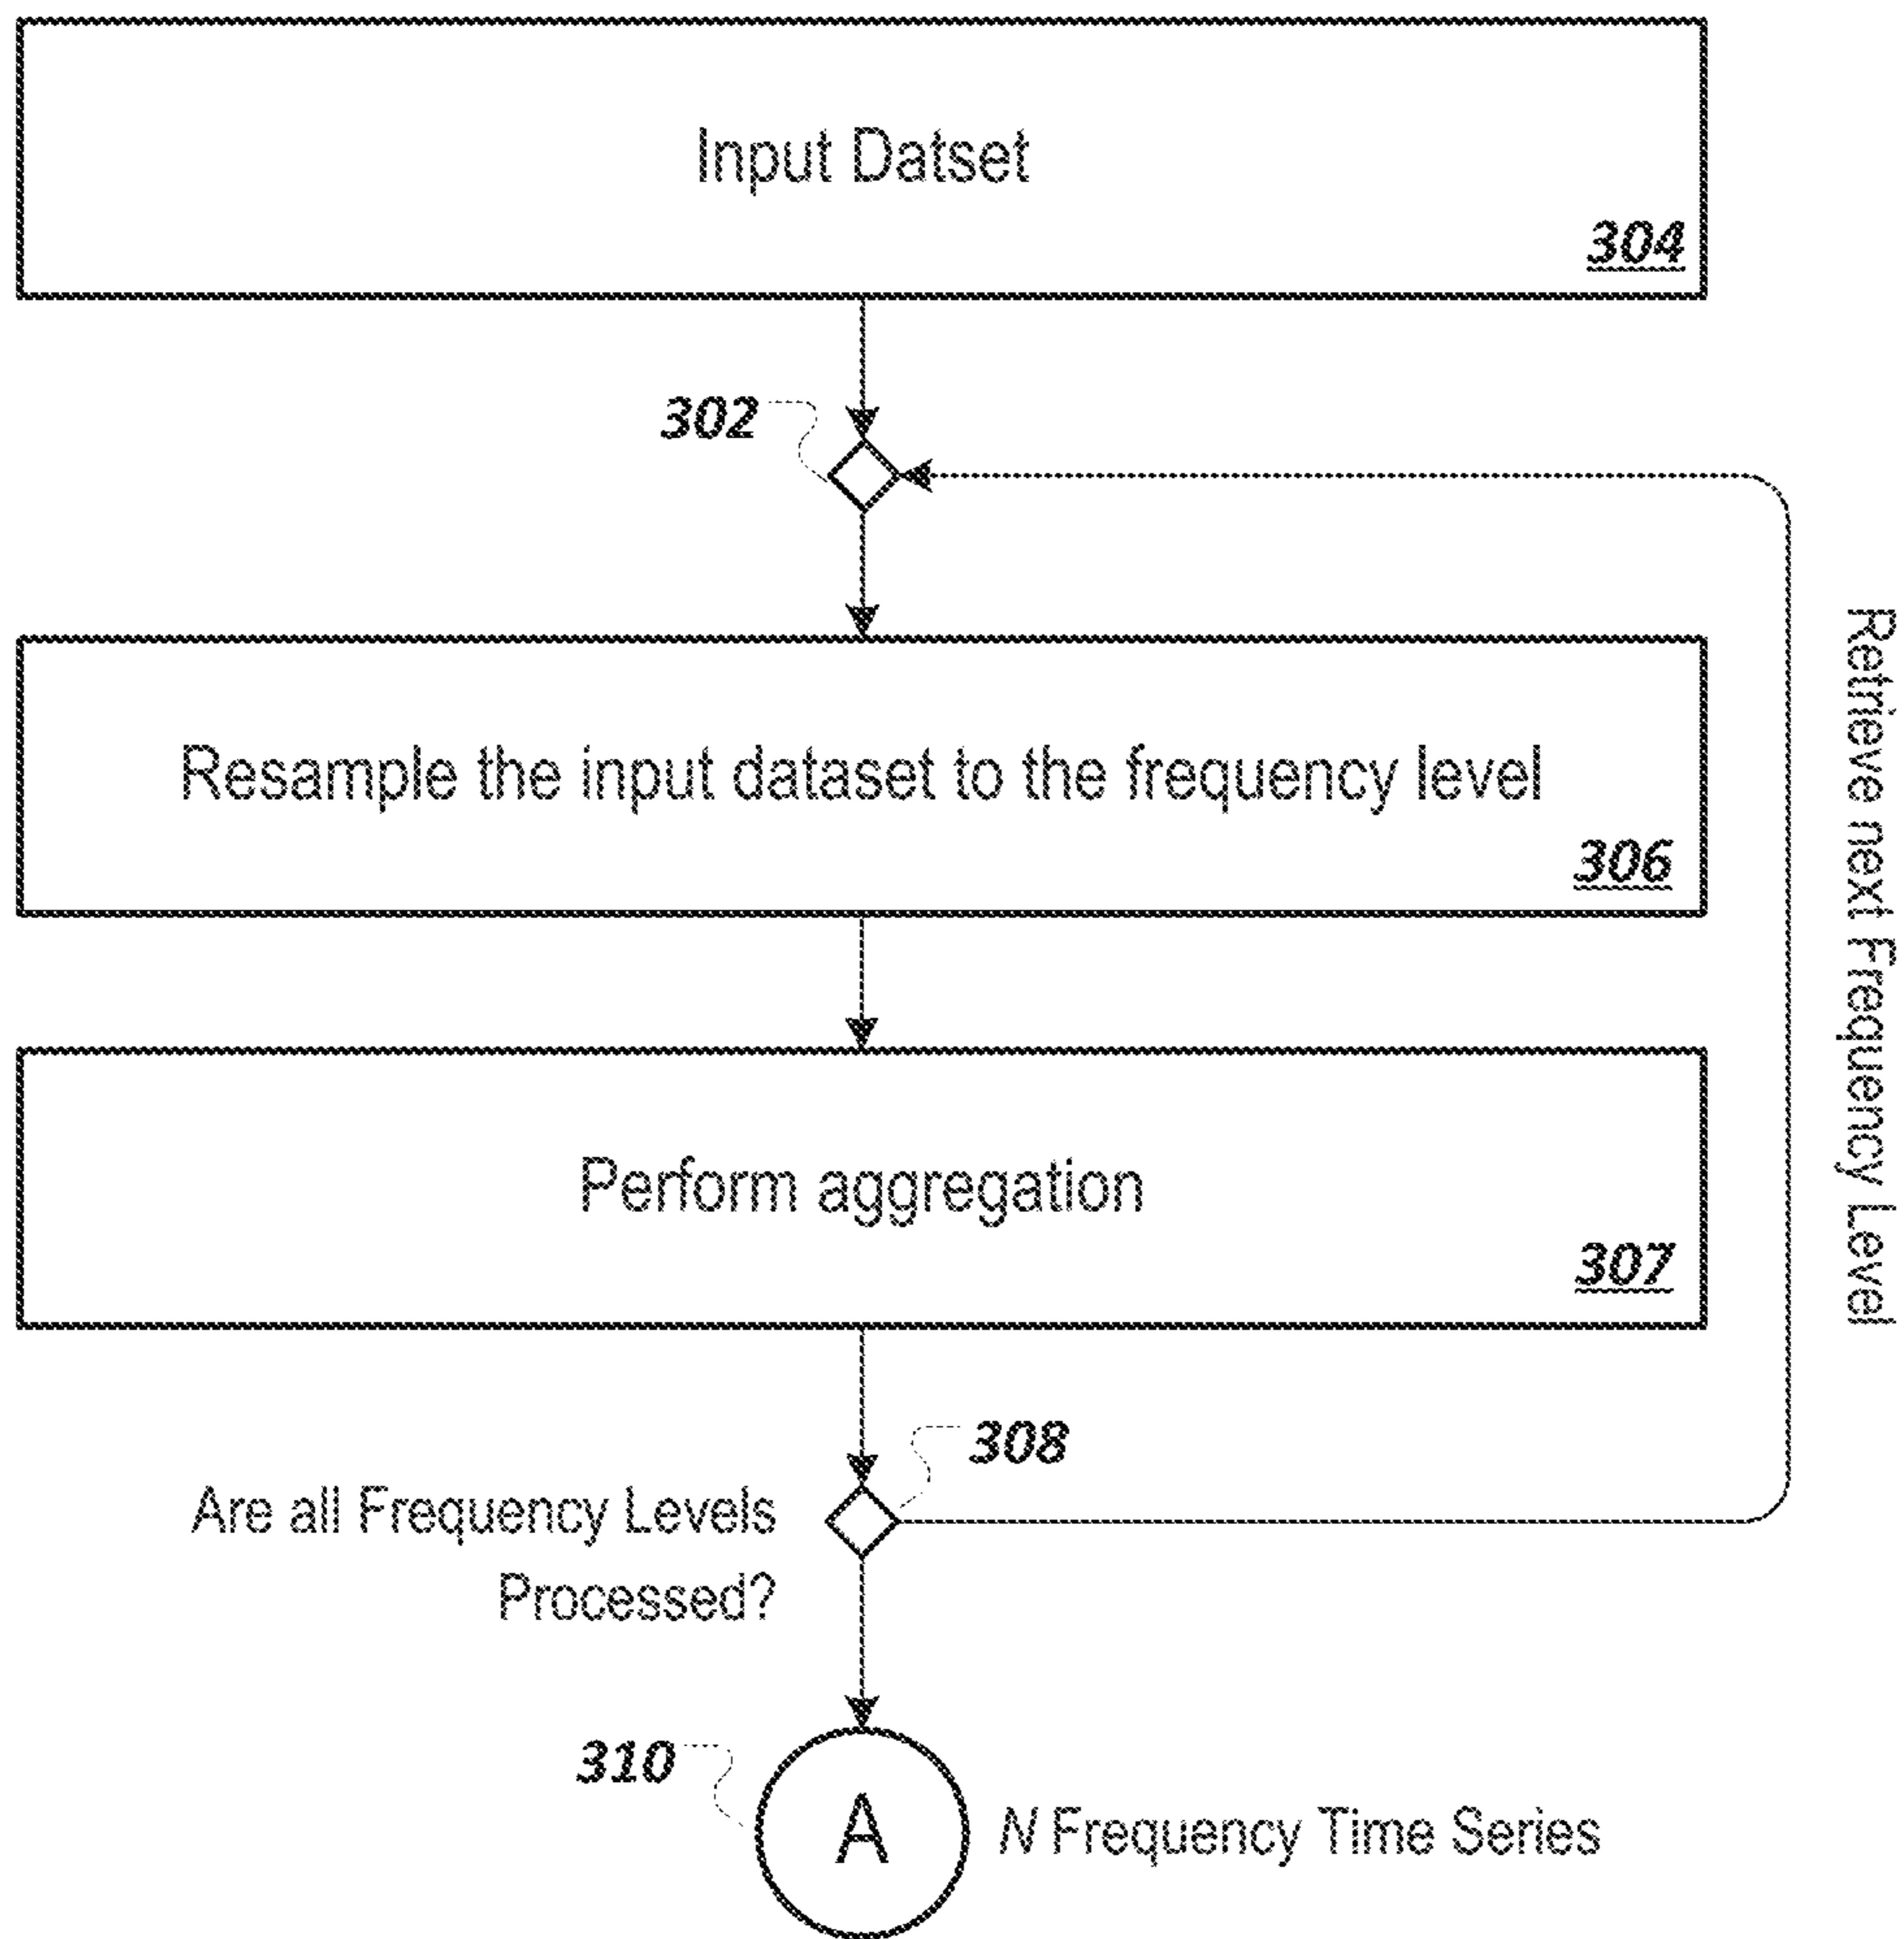 Input Datset
304
302
Resample the input dataset to the frequency level
306
Retrieve next Frequency Level
Perform aggregation
307
308
Are all Frequency Levels
Processed?
310
A
N Frequency Time Series